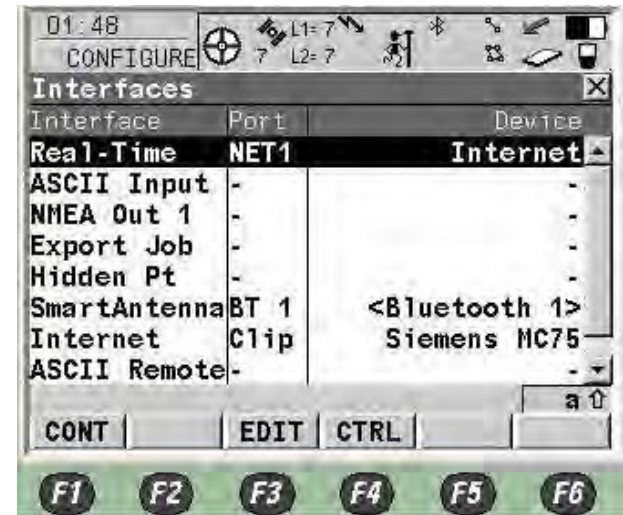 01:48
CONFIGURE
7
L1= 7
L2= 7
Interfaces
Interface Port Device
Real-Time NET1 Internet
ASCII Input - -
NMEA Out 1 - -
Export Job - -
Hidden Pt - -
SmartAntenna BT 1 <Bluetooth 1>
Internet Clip Siemens MC75
ASCII Remote - -
a
CONT EDIT CTRL
F1 F2 F3 F4 F5 F6